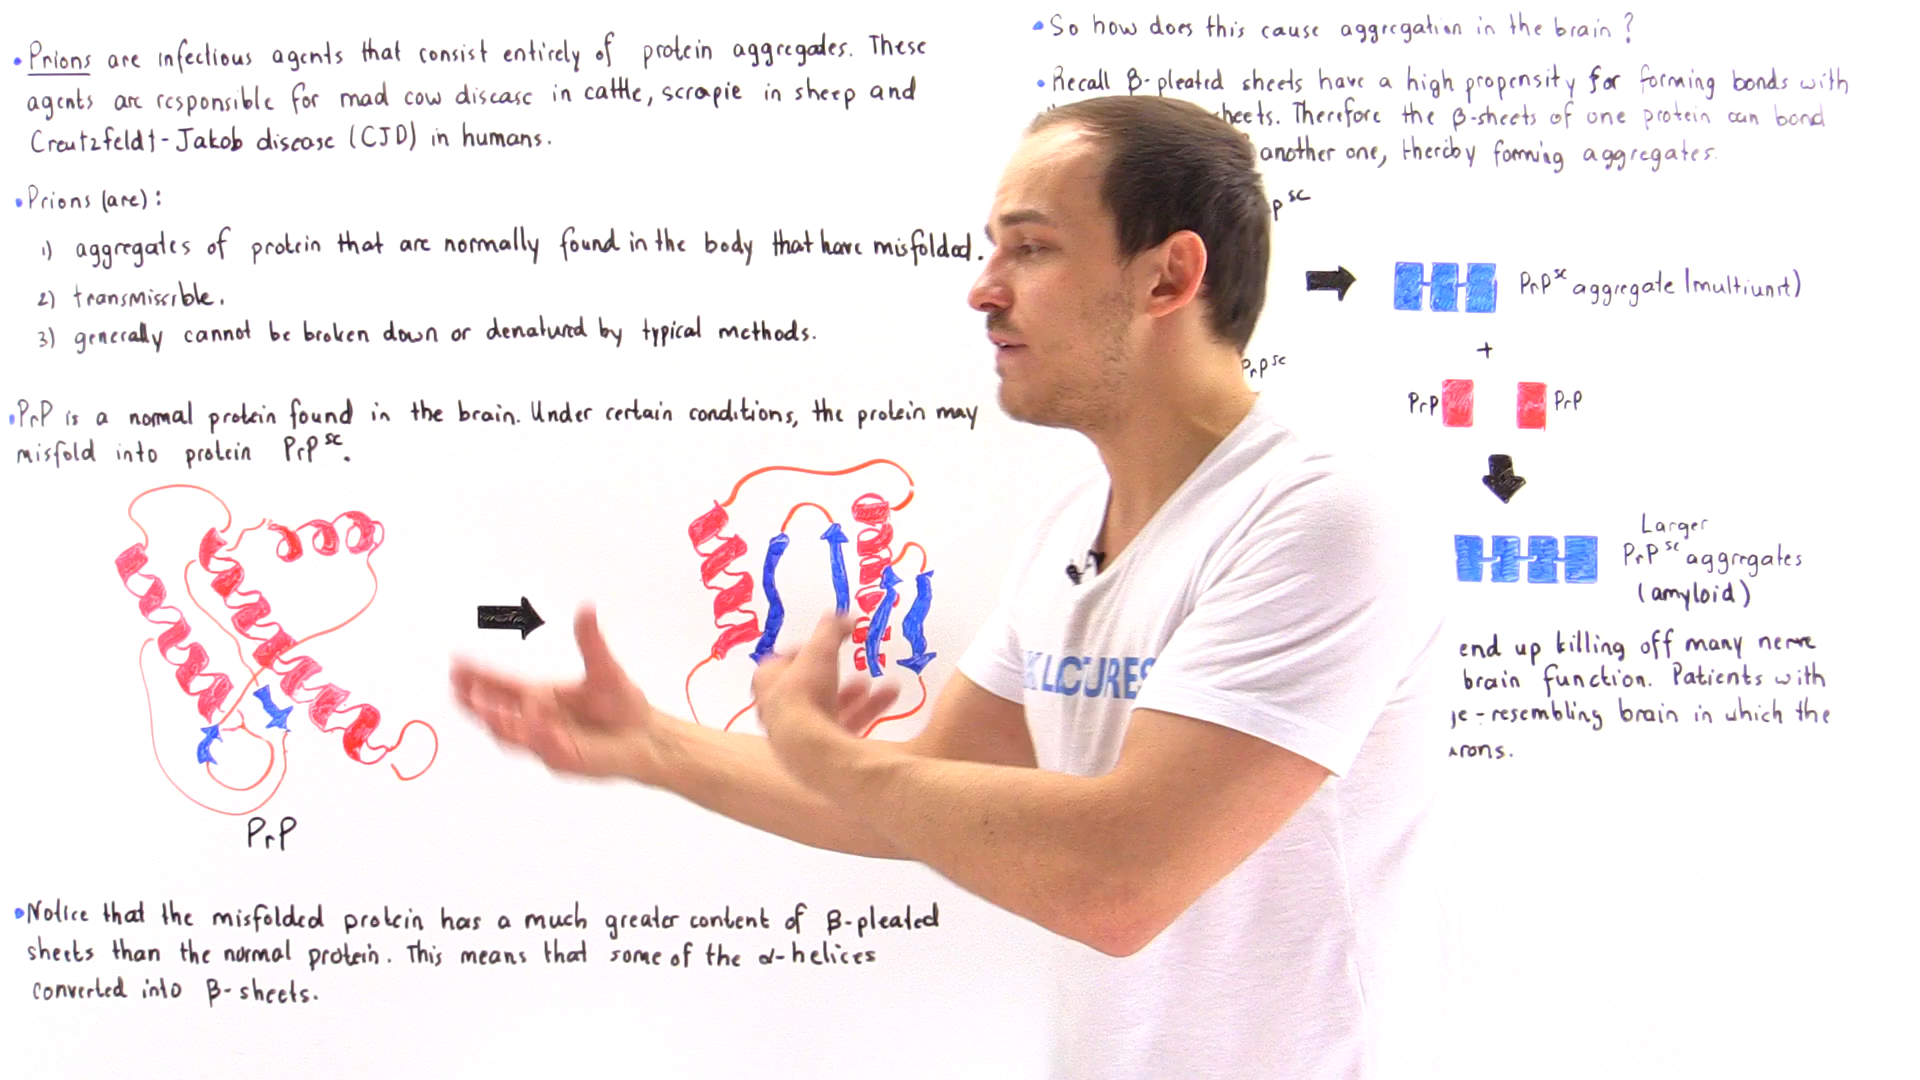 •Prions are infectious agents that consist entirely of protein aggregates. These
agents are responsible for mad cow disease in cattle, scrapie in sheep and
Creutzfeldt-Jakob disease (CJD) in humans.
•Prions (are):
1) aggregates of protein that are normally found in the body that have misfolded.
2) transmissible.
3) generally cannot be broken down or denatured by typical methods.
•PrP is a normal protein found in the brain. Under certain conditions, the protein may
misfold into protein PrPsc.
PrP
•Notice that the misfolded protein has a much greater content of β-pleated
sheets than the normal protein. This means that some of the α-helices
converted into β-sheets.
•So how does this cause aggregation in the brain?
•Recall β-pleated sheets have a high propensity for forming bonds with
sheets. Therefore the β-sheets of one protein can bond
another one, thereby forming aggregates.
Psc
PrPsc aggregate (multiunit)
+
PrPsc
PrP PrP
Larger
PrPsc aggregates
(amyloid)
end up killing off many nerve
brain function. Patients with
-resembling brain in which the
LECTURES